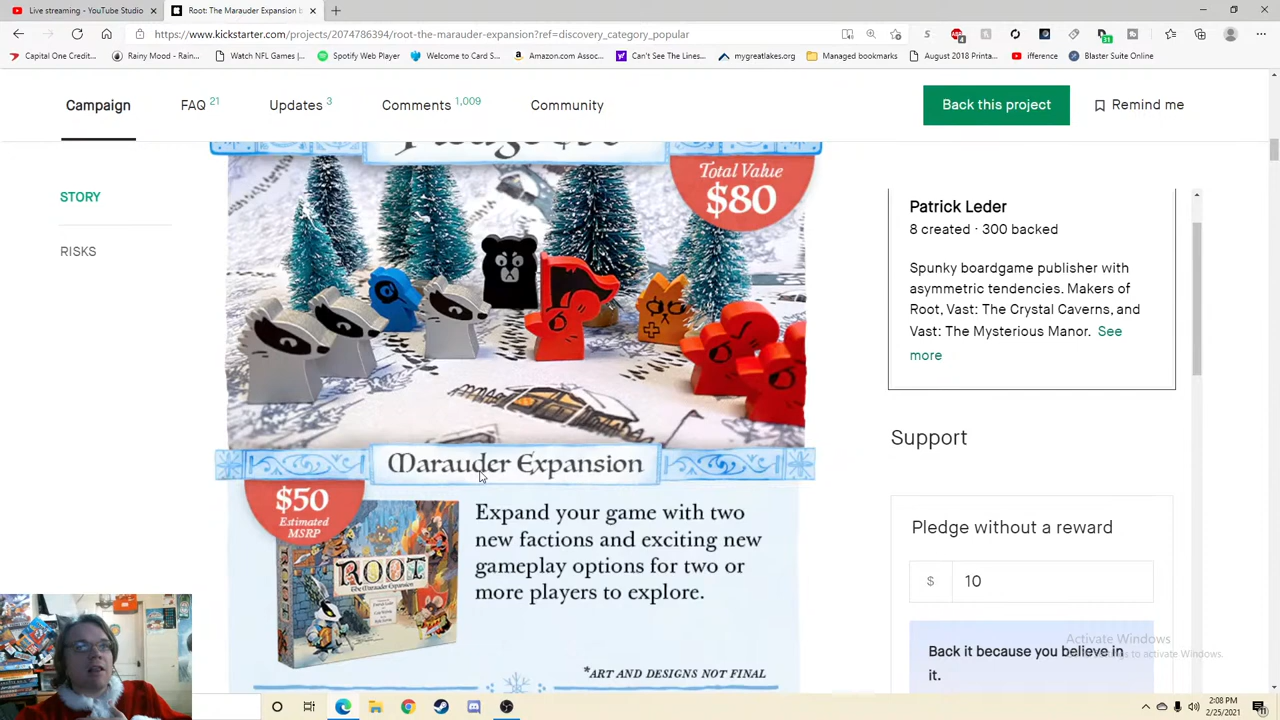 Live streaming - YouTube Studio
Root: The Marauder Expansion b
https://www.kickstarter.com/projects/2074786394/root-the-marauder-expansion?ref=discovery_category_popular
Capital One Credit...
Rainy Mood - Rain...
Watch NFL Games |...
Spotify Web Player
Welcome to Card S...
Amazon.com Assoc...
Can't See The Lines...
mygreatlakes.org
Managed bookmarks
August 2018 Printa...
ifference
Blaster Suite Online
Campaign
FAQ 21
Updates 3
Comments 1,009
Community
Back this project
Remind me
STORY
RISKS
Total Value
$80
Marauder Expansion
$50
Estimated
MSRP
ROOT
The Marauder Expansion
Expand your game with two
new factions and exciting new
gameplay options for two or
more players to explore.
*ART AND DESIGNS NOT FINAL
Patrick Leder
8 created · 300 backed
Spunky boardgame publisher with
asymmetric tendencies. Makers of
Root, Vast: The Crystal Caverns, and
Vast: The Mysterious Manor. See
more
Support
Pledge without a reward
$ 10
Back it because you believe in
it.
Activate Windows
to activate Windows.
2:08 PM
2/25/2021